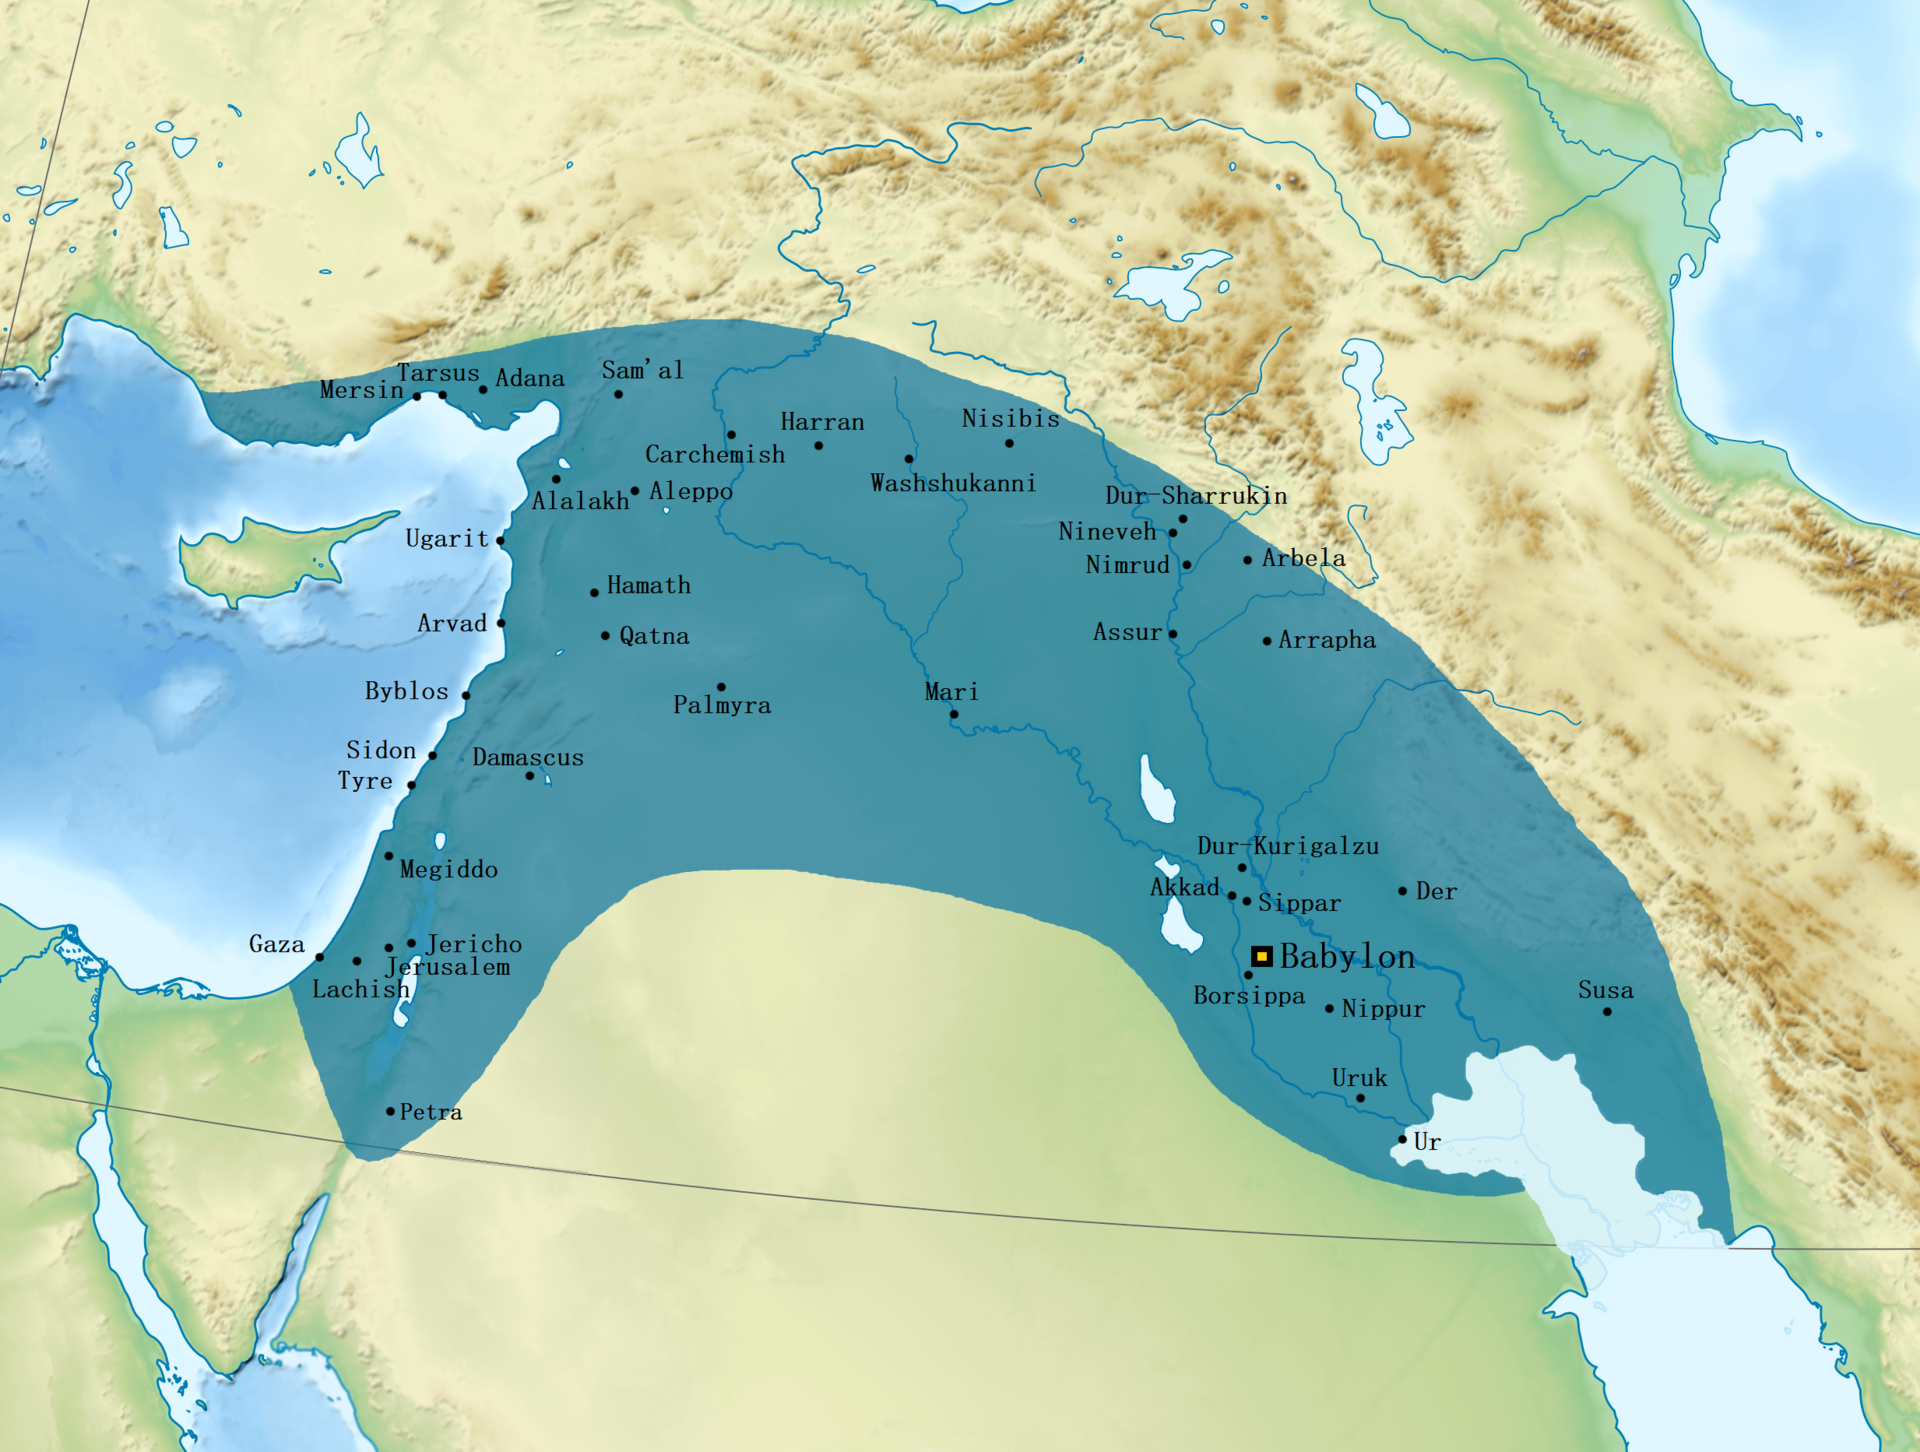 Sam'al
Tarsus
Adana
Mersin
Harran
Nisibis
Carchemish
Washshukanni
Alalakh
Aleppo
Dur-Sharrukin
Nineveh
Ugarit
Nimrud
Arbela
Hamath
Arvad
Qatna
Assur
Arrapha
Byblos
Mari
Palmyra
Sidon
Damascus
Tyre
Dur-Kurigalzu
Megiddo
Akkad
Sippar
Der
Gaza
Jericho
Babylon
Jerusalem
Lachish
Borsippa
Susa
Nippur
Uruk
Petra
Ur